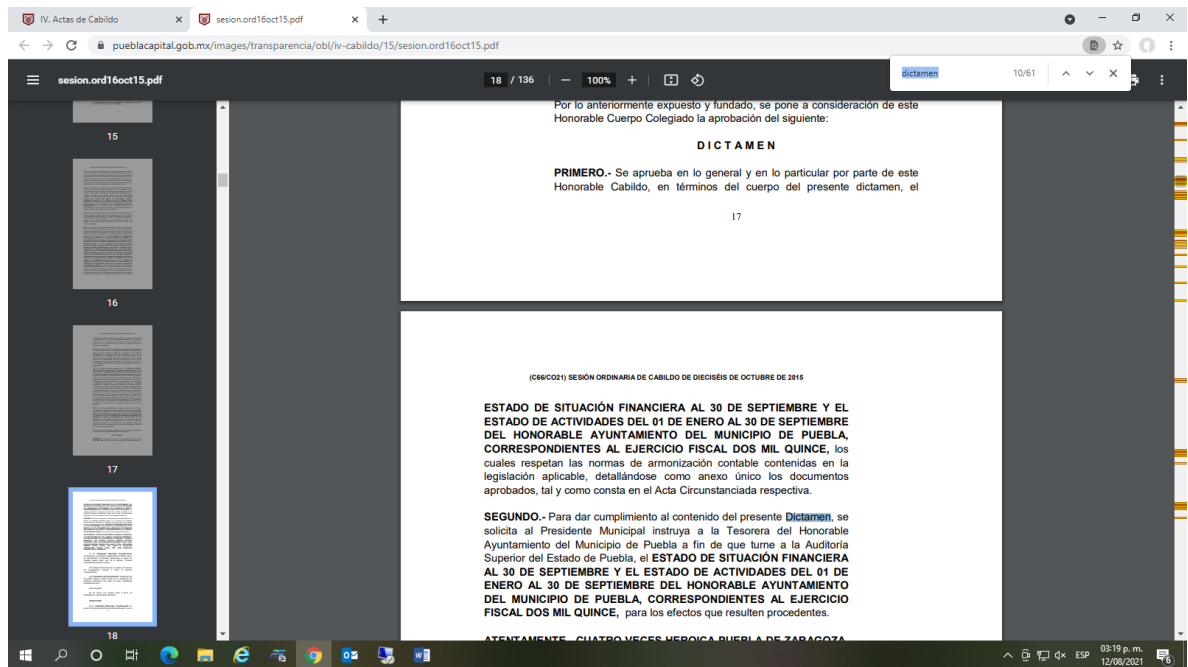 IV. Actas de Cabildo
sesion.ord16oct15.pdf
pueblacapital.gob.mx/images/transparencia/obl/iv-cabildo/15/sesion.ord16oct15.pdf
sesion.ord16oct15.pdf
18 / 136
100%
dictamen
10/61
15
16
17
18
Por lo anteriormente expuesto y fundado, se pone a consideración de este
Honorable Cuerpo Colegiado la aprobación del siguiente:
D I C T A M E N
PRIMERO.- Se aprueba en lo general y en lo particular por parte de este
Honorable Cabildo, en términos del cuerpo del presente dictamen, el
17
(C66/CO21) SESIÓN ORDINARIA DE CABILDO DE DIECISÉIS DE OCTUBRE DE 2015
ESTADO DE SITUACIÓN FINANCIERA AL 30 DE SEPTIEMBRE Y EL
ESTADO DE ACTIVIDADES DEL 01 DE ENERO AL 30 DE SEPTIEMBRE
DEL HONORABLE AYUNTAMIENTO DEL MUNICIPIO DE PUEBLA,
CORRESPONDIENTES AL EJERCICIO FISCAL DOS MIL QUINCE, los
cuales respetan las normas de armonización contable contenidas en la
legislación aplicable, detallándose como anexo único los documentos
aprobados, tal y como consta en el Acta Circunstanciada respectiva.
SEGUNDO.- Para dar cumplimiento al contenido del presente Dictamen, se
solicita al Presidente Municipal instruya a la Tesorera del Honorable
Ayuntamiento del Municipio de Puebla a fin de que turne a la Auditoría
Superior del Estado de Puebla, el ESTADO DE SITUACIÓN FINANCIERA
AL 30 DE SEPTIEMBRE Y EL ESTADO DE ACTIVIDADES DEL 01 DE
ENERO AL 30 DE SEPTIEMBRE DEL HONORABLE AYUNTAMIENTO
DEL MUNICIPIO DE PUEBLA, CORRESPONDIENTES AL EJERCICIO
FISCAL DOS MIL QUINCE, para los efectos que resulten procedentes.
ATENTAMENTE.- CUATRO VECES HEROICA PUEBLA DE ZARAGOZA,
ESP
03:19 p. m.
12/08/2021
6